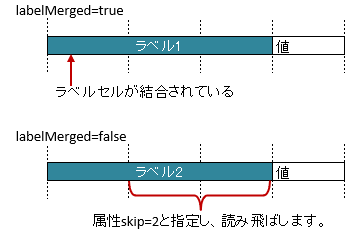 labelMerged=true
ラベル1 値
ラベルセルが結合されている
labelMerged=false
ラベル2 値
属性skip=2と指定し、読み飛ばします。